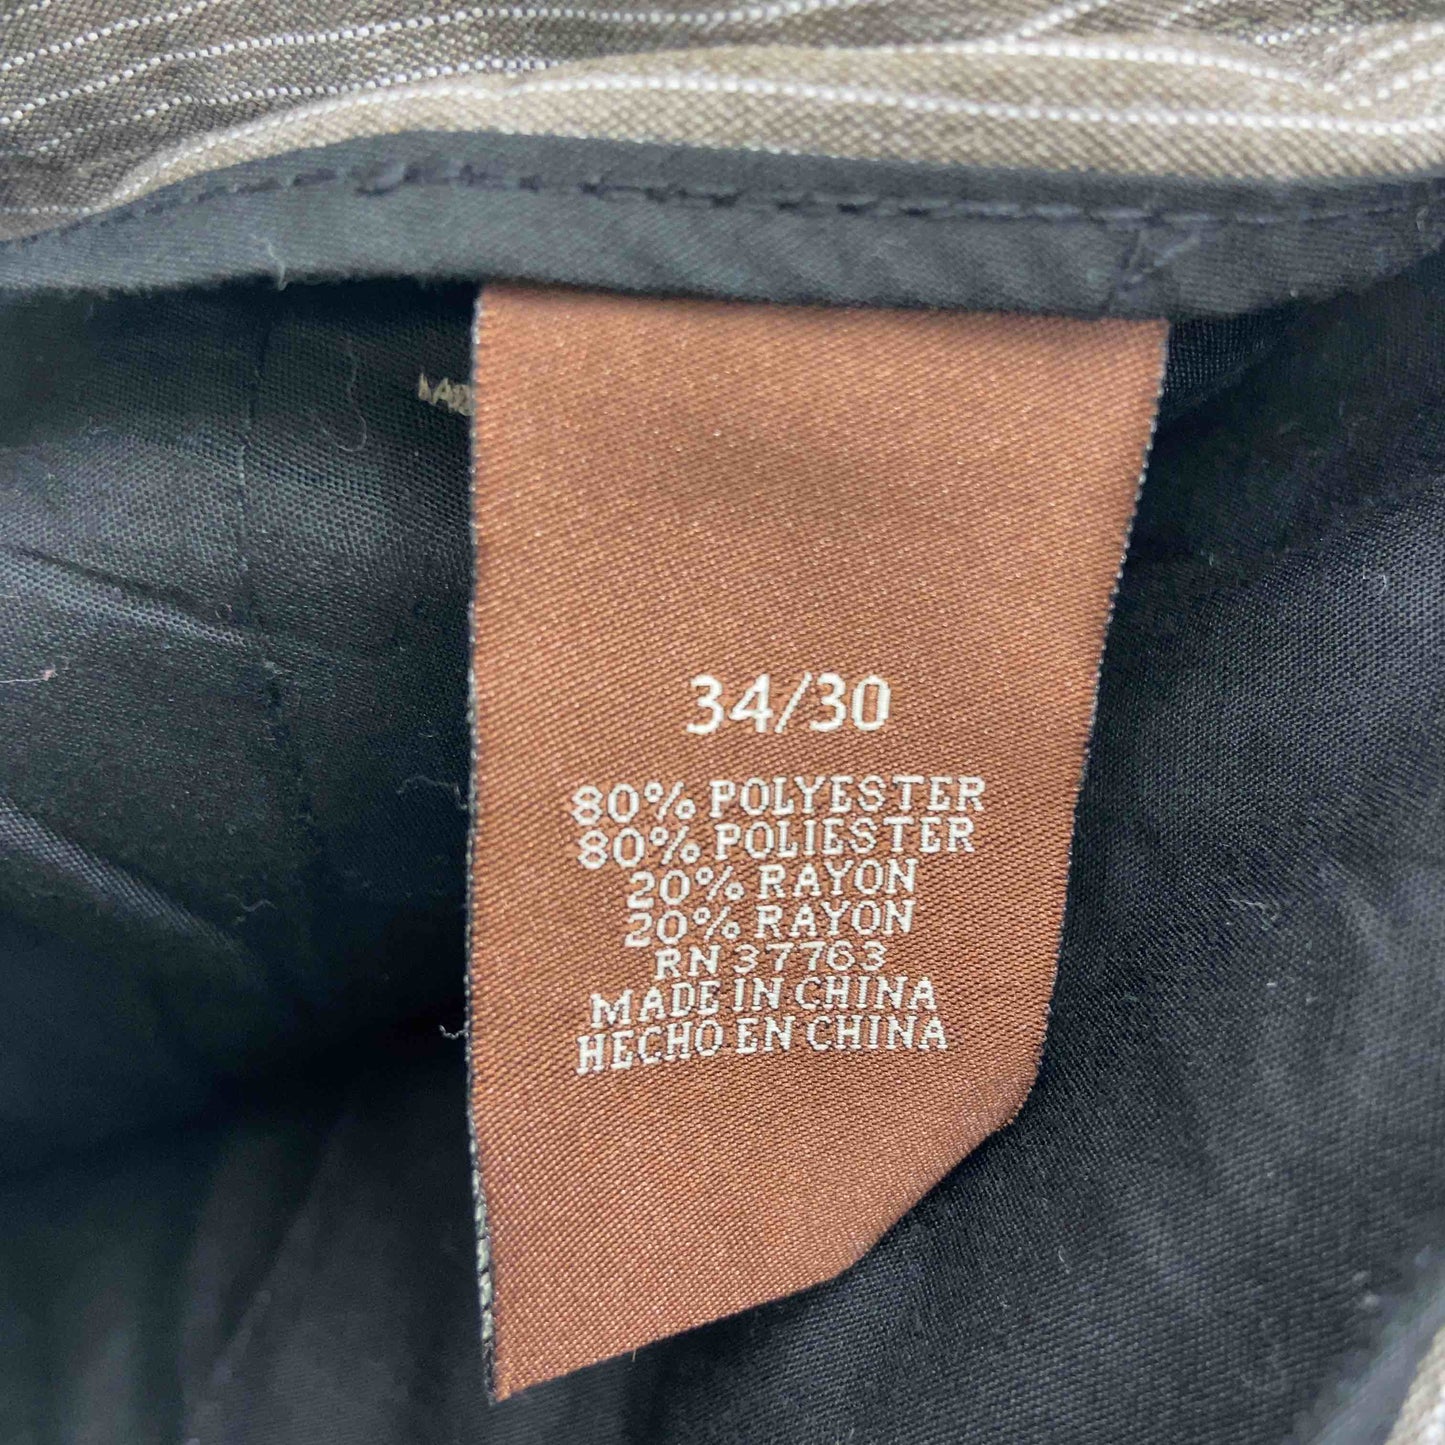 34/30
80% POLYESTER
80% POLIESTER
20% RAYON
20% RAYON
RN 37763
MADE IN CHINA
HECHO EN CHINA